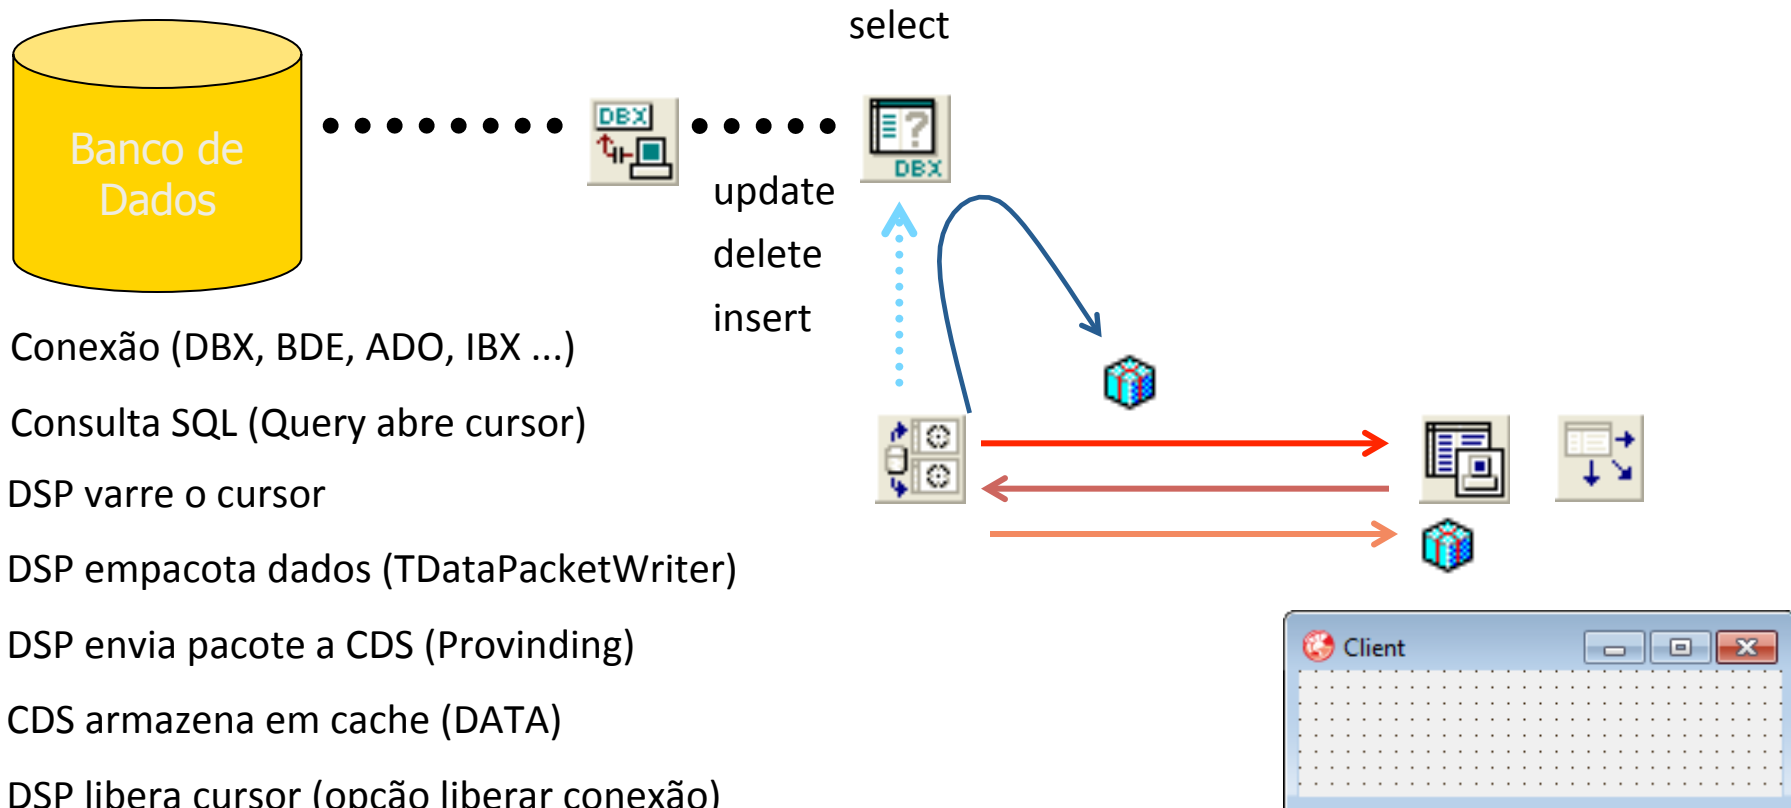 select
Banco de
Dados
DBX
DBX
update
delete
insert
Conexão (DBX, BDE, ADO, IBX ...)
Consulta SQL (Query abre cursor)
DSP varre o cursor
DSP empacota dados (TDataPacketWriter)
DSP envia pacote a CDS (Provinding)
CDS armazena em cache (DATA)
DSP libera cursor (opção liberar conexão)
Client